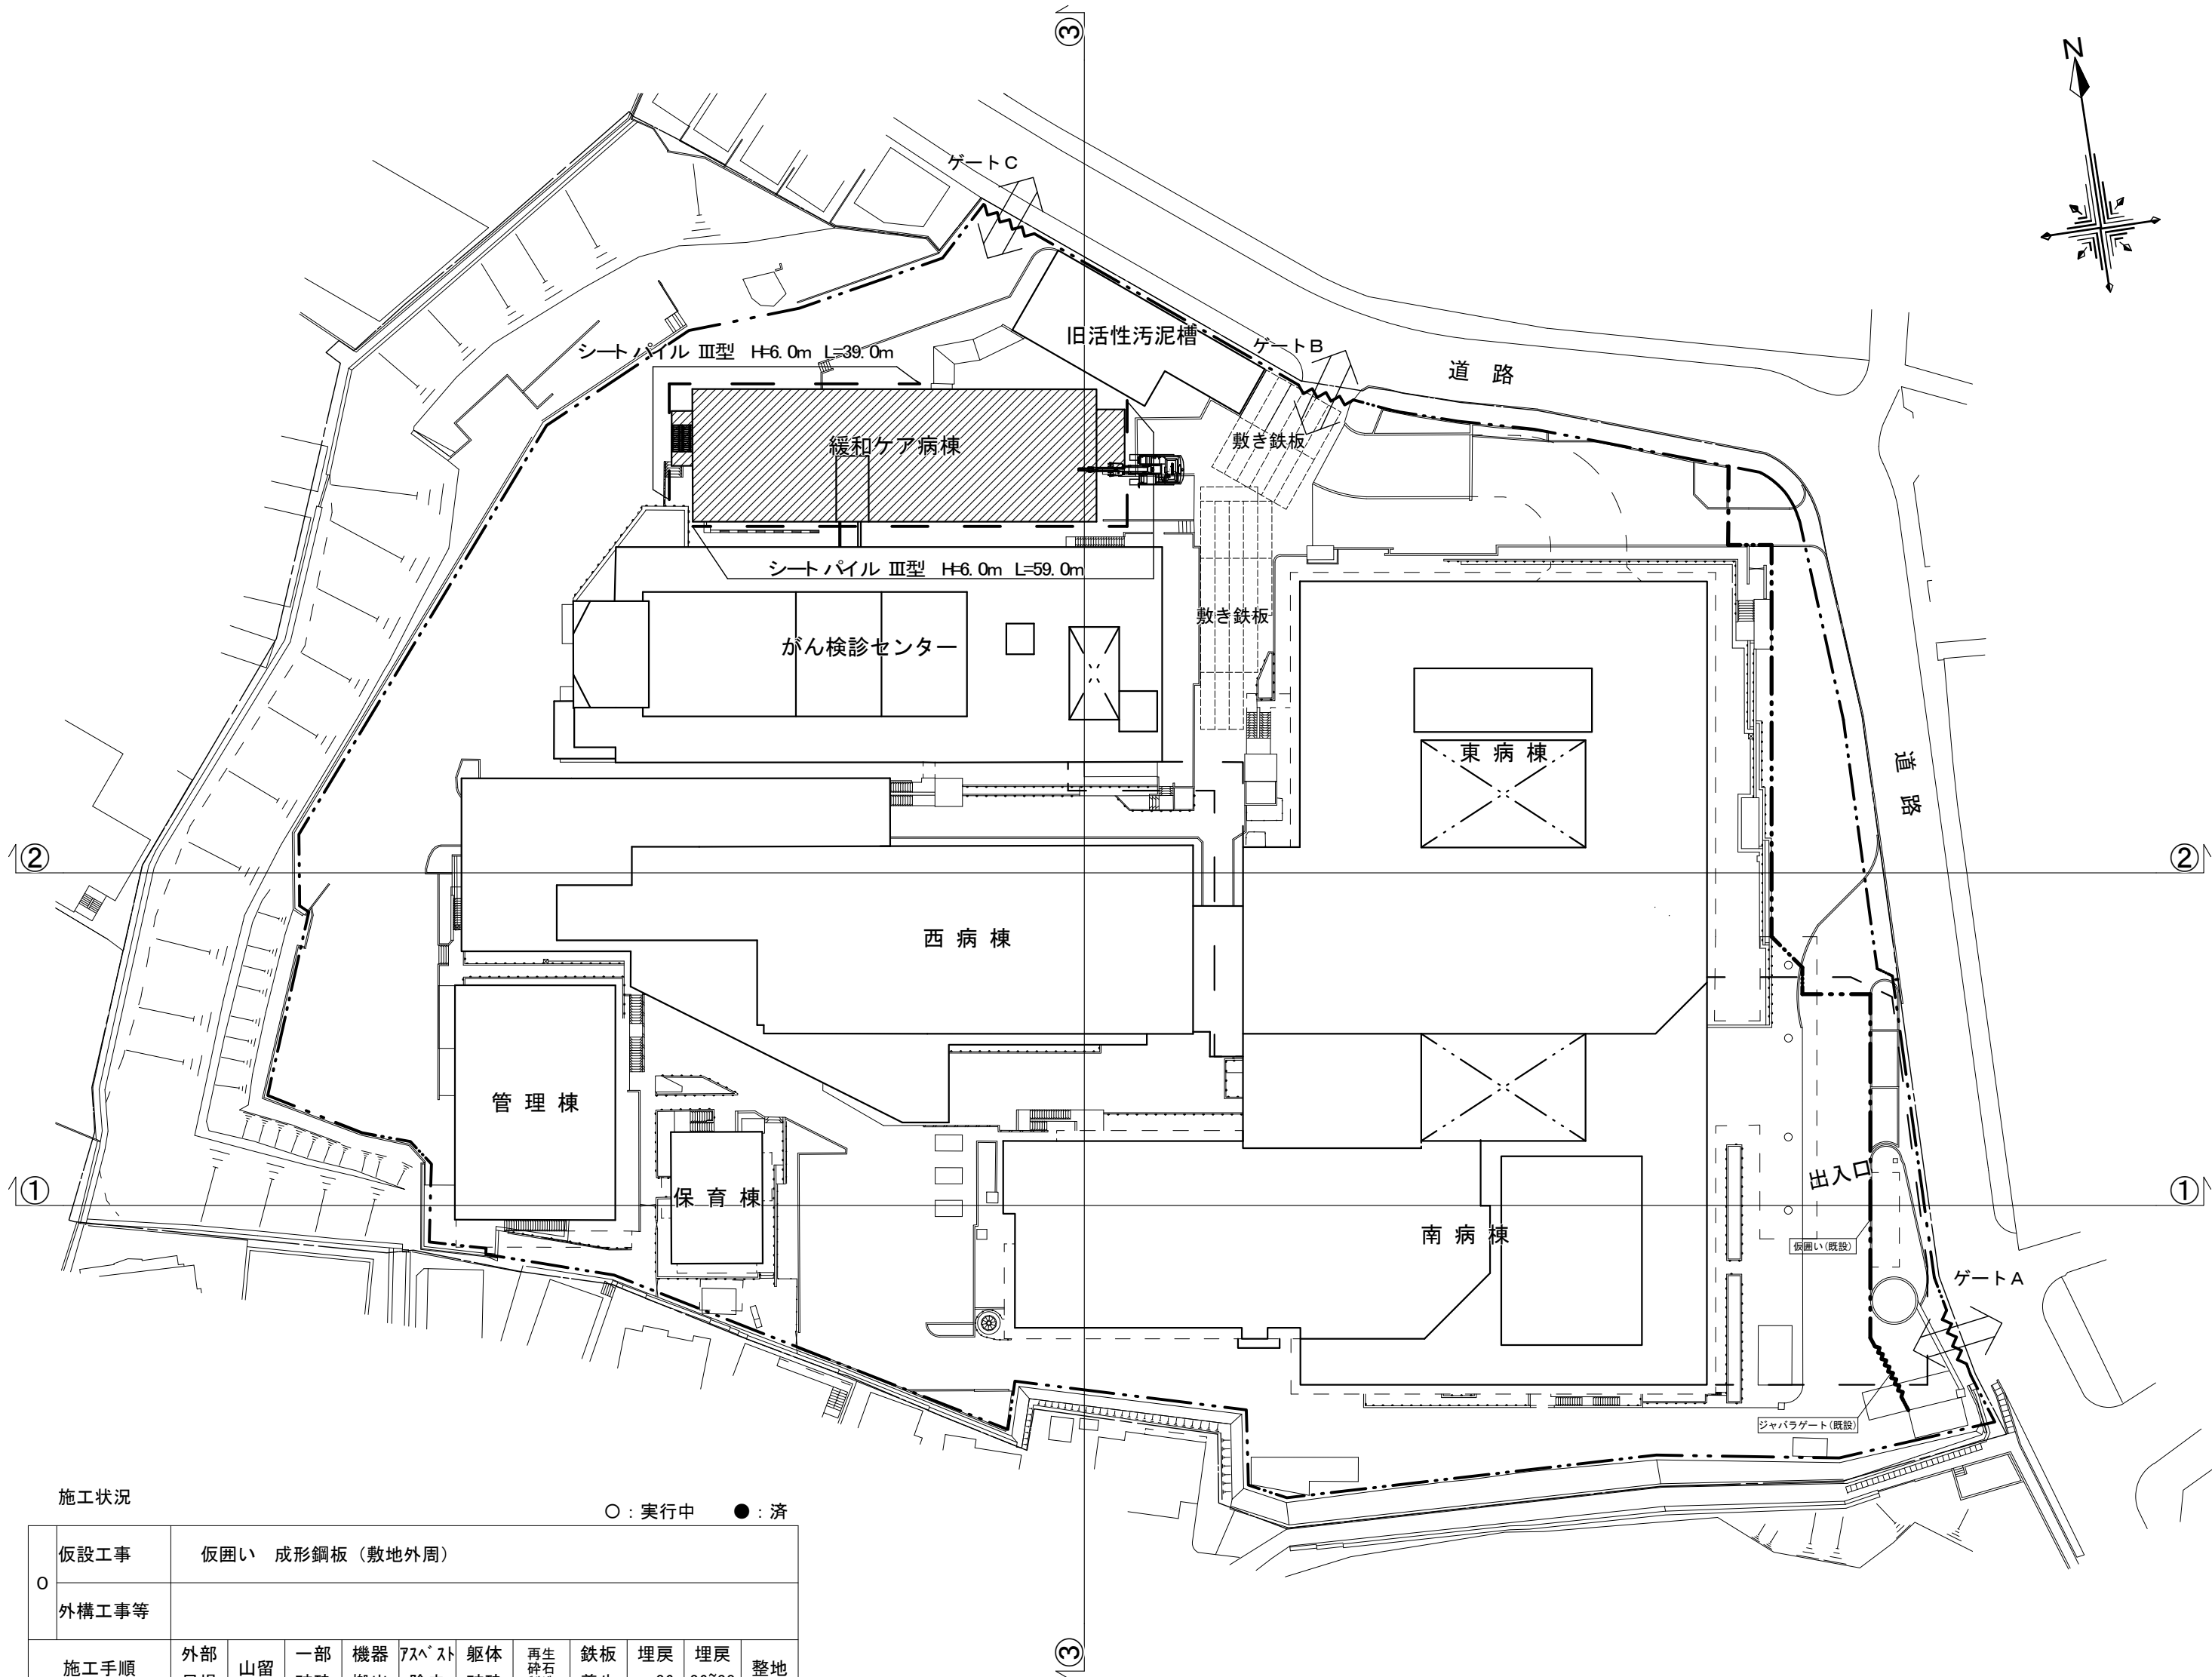 ③
N
ゲートC
旧活性汚泥槽
ゲートB
道 路
シートパイル Ⅲ型 H=6.0m L=39.0m
緩和ケア病棟
敷き鉄板
シートパイル Ⅲ型 H=6.0m L=59.0m
敷き鉄板
がん検診センター
東 病 棟
道 路
②
②
西 病 棟
管 理 棟
出入口
保 育 棟
①
①
南 病 棟
仮囲い(既設)
ゲートA
ジャバラゲート(既設)
施工状況
○：実行中 ●：済
仮設工事 仮囲い 成形鋼板（敷地外周）
0
外構工事等
施工手順 外部 山留 一部 機器 ｱｽﾍﾞｽﾄ 躯体 再生砕石 鉄板 埋戻 埋戻 整地
③